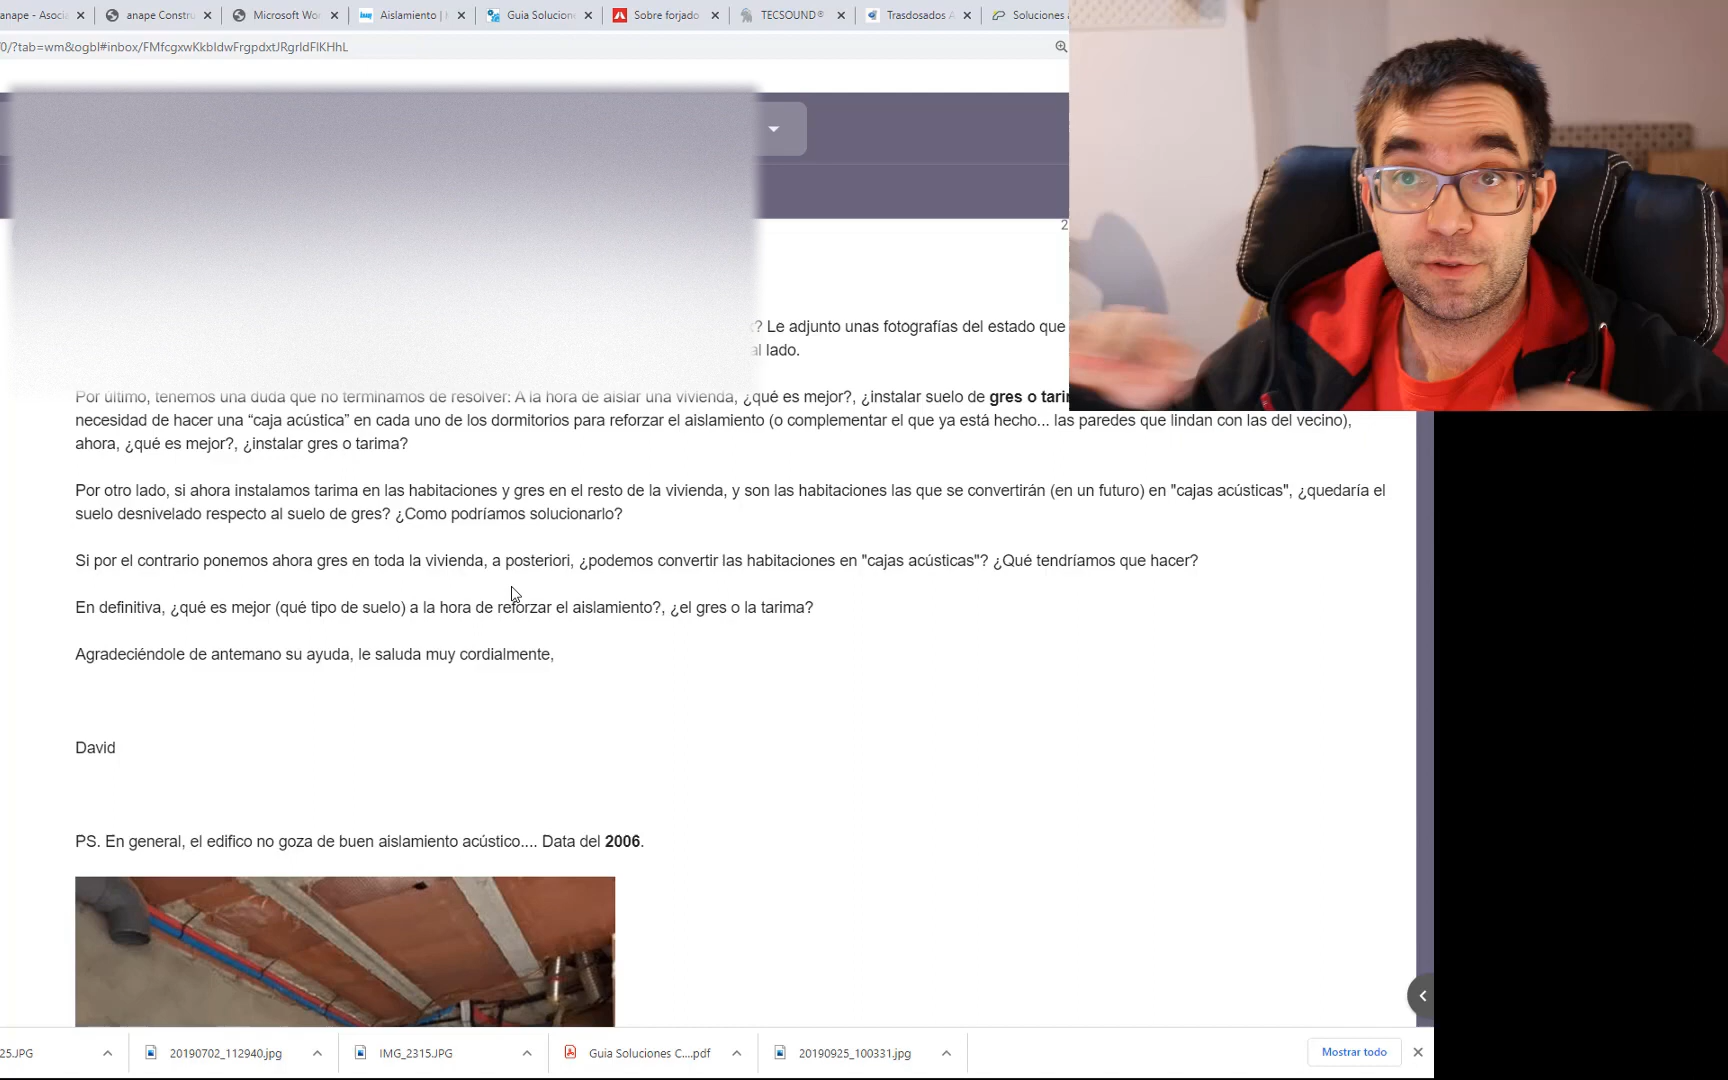 anape - Asoci
anape Constru
Microsoft Wo
Aislamiento |
Guia Solucion
Sobre forjado
TECSOUND®
Trasdosados A
Soluciones a
0/?tab=wm&ogbl#inbox/FMfcgxwKkbldwFrgpdxtJRgrldFlKHhL
2
? Le adjunto unas fotografías del estado que
al lado.
Por último, tenemos una duda que no terminamos de resolver: A la hora de aislar una vivienda, ¿qué es mejor?, ¿instalar suelo de gres o tarim
necesidad de hacer una “caja acústica” en cada uno de los dormitorios para reforzar el aislamiento (o complementar el que ya está hecho... las paredes que lindan con las del vecino),
ahora, ¿qué es mejor?, ¿instalar gres o tarima?
Por otro lado, si ahora instalamos tarima en las habitaciones y gres en el resto de la vivienda, y son las habitaciones las que se convertirán (en un futuro) en "cajas acústicas", ¿quedaría el
suelo desnivelado respecto al suelo de gres? ¿Como podríamos solucionarlo?
Si por el contrario ponemos ahora gres en toda la vivienda, a posteriori, ¿podemos convertir las habitaciones en "cajas acústicas"? ¿Qué tendríamos que hacer?
En definitiva, ¿qué es mejor (qué tipo de suelo) a la hora de reforzar el aislamiento?, ¿el gres o la tarima?
Agradeciéndole de antemano su ayuda, le saluda muy cordialmente,
David
PS. En general, el edifico no goza de buen aislamiento acústico.... Data del 2006.
25.JPG
20190702_112940.jpg
IMG_2315.JPG
Guia Soluciones C....pdf
20190925_100331.jpg
Mostrar todo